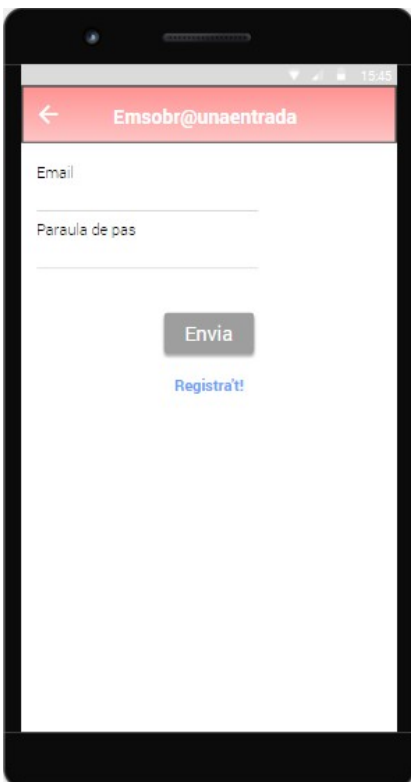 15:45
Emsobr@unaentrada
Email
Paraula de pas
Envia
Registra't!